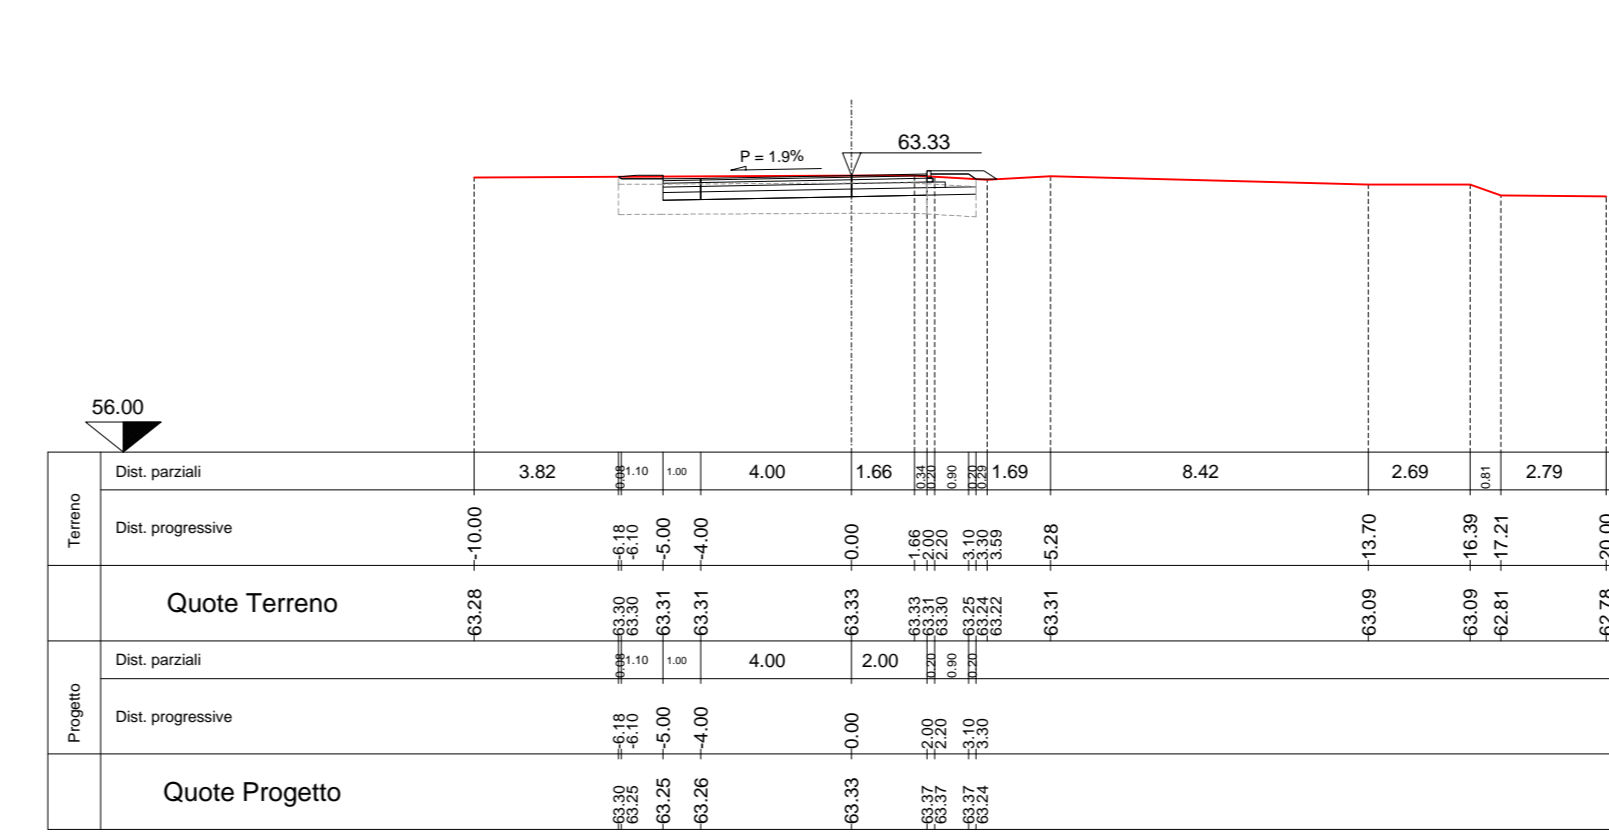 63.33
P = 1.9%
56.00
Terreno
Dist. parziali
3.82 0.08 1.10 1.00 4.00 1.66 0.34 0.20 0.90 0.20 0.29 1.69 8.42 2.69 0.81 2.79
Dist. progressive
-10.00 -6.18 -6.10 -5.00 -4.00 0.00 1.66 2.00 2.20 3.10 3.30 3.59 5.28 13.70 16.39 17.21 20.00
Quote Terreno
63.28 63.30 63.30 63.31 63.31 63.33 63.33 63.31 63.30 63.25 63.24 63.22 63.31 63.09 63.09 62.81 62.78
Progetto
Dist. parziali
0.08 1.10 1.00 4.00 2.00 0.20 0.90 0.20
Dist. progressive
-6.18 -6.10 -5.00 -4.00 0.00 2.00 2.20 3.10 3.30
Quote Progetto
63.30 63.25 63.25 63.26 63.33 63.37 63.37 63.37 63.24